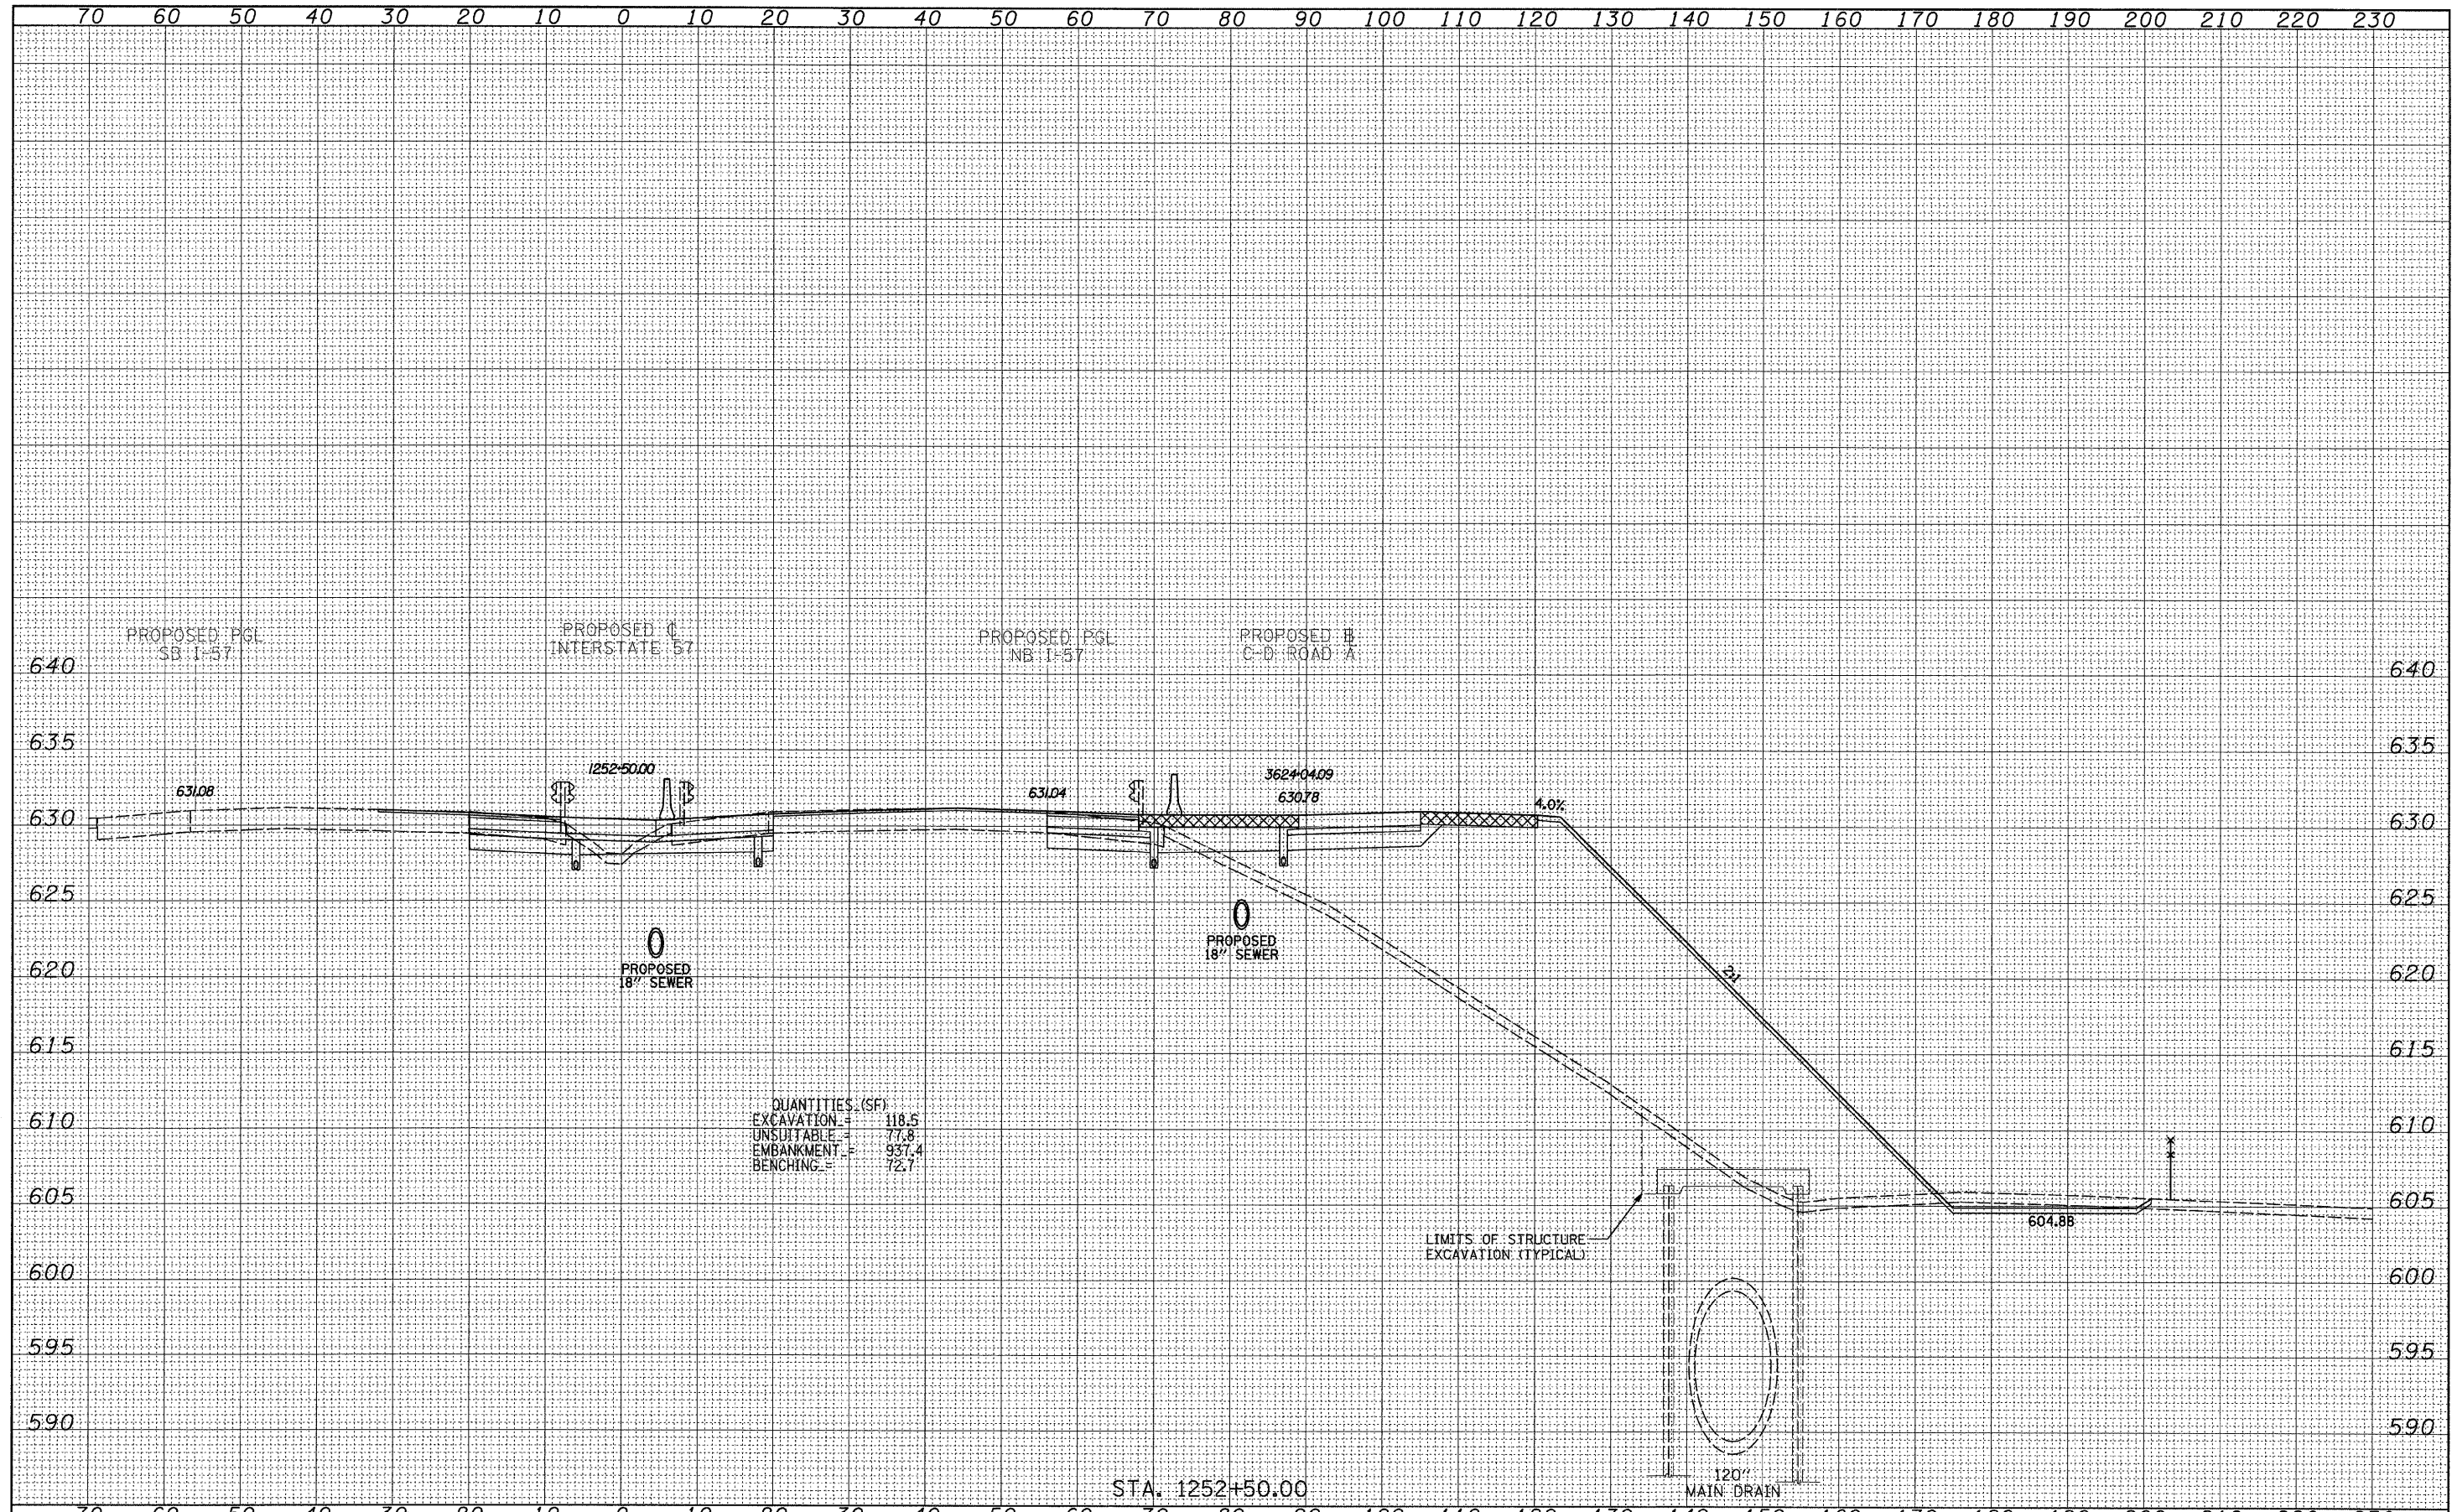 70 60 50 40 30 20 10 0 10 20 30 40 50 60 70 80 90 100 110 120 130 140 150 160 170 180 190 200 210 220 230
PROPOSED PGL
SB I-57
PROPOSED ℄
INTERSTATE 57
PROPOSED PGL
NB I-57
PROPOSED B
C-D ROAD A
640 640
635 635
1252+50.00
3624+04.09
631.08
631.04
630.78
4.0%
630 630
625 625
PROPOSED
18" SEWER
PROPOSED
18" SEWER
620 620
2:1
615 615
610 610
QUANTITIES_(SF)
EXCAVATION_= 118.5
UNSUITABLE_= 77.8
EMBANKMENT_= 937.4
BENCHING_= 72.7
605 605
604.88
LIMITS OF STRUCTURE
EXCAVATION (TYPICAL)
600 600
595 595
590 590
120"
MAIN DRAIN
STA. 1252+50.00